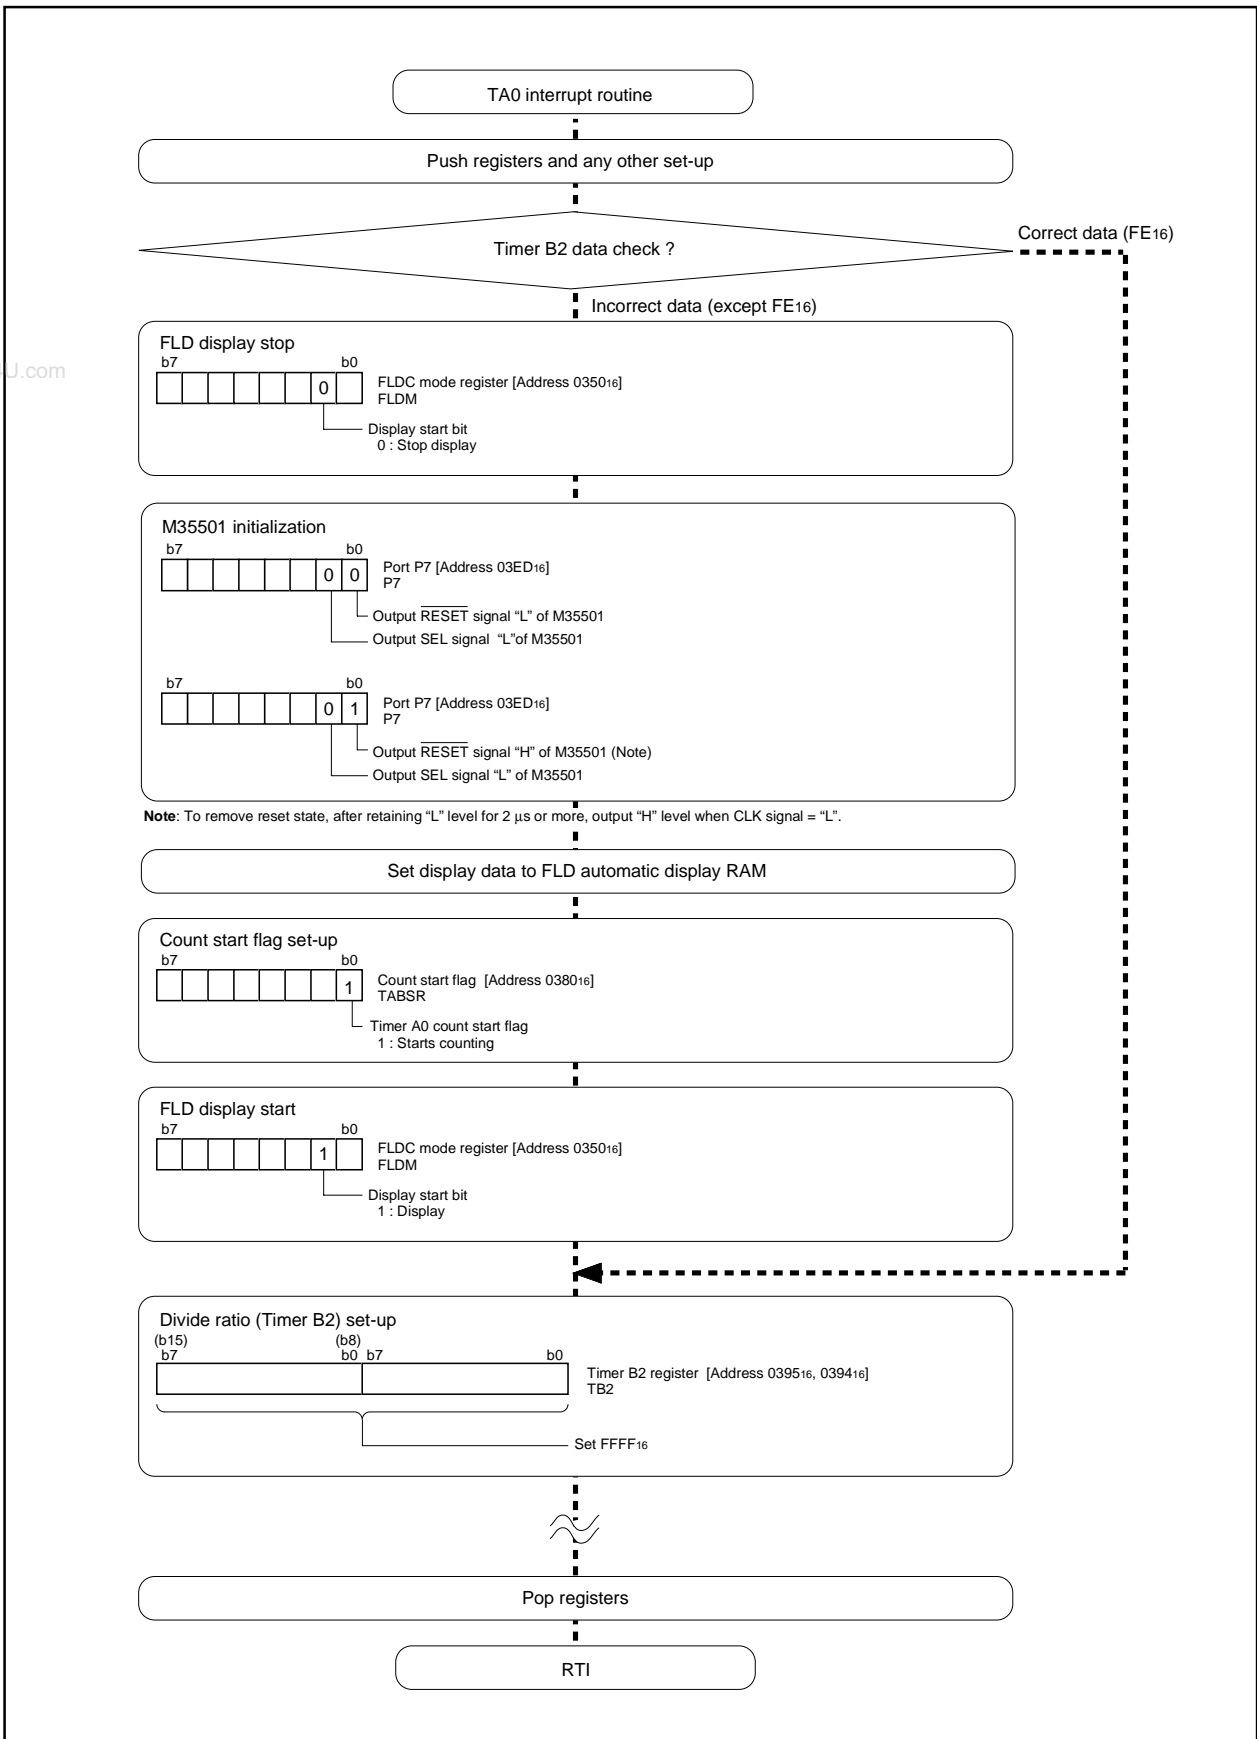 TA0 interrupt routine
Push registers and any other set-up
Timer B2 data check ?
Correct data (FE16)
Incorrect data (except FE16)
FLD display stop
b7 b0
0
FLDC mode register [Address 035016]
FLDM
Display start bit
0 : Stop display
U.com
M35501 initialization
b7 b0
0 0
Port P7 [Address 03ED16]
P7
Output RESET signal “L” of M35501
Output SEL signal “L”of M35501
b7 b0
0 1
Port P7 [Address 03ED16]
P7
Output RESET signal “H” of M35501 (Note)
Output SEL signal “L” of M35501
Note: To remove reset state, after retaining “L” level for 2 µs or more, output “H” level when CLK signal = “L”.
Set display data to FLD automatic display RAM
Count start flag set-up
b7 b0
1
Count start flag [Address 038016]
TABSR
Timer A0 count start flag
1 : Starts counting
FLD display start
b7 b0
1
FLDC mode register [Address 035016]
FLDM
Display start bit
1 : Display
Divide ratio (Timer B2) set-up
(b15) (b8)
b7 b0 b7 b0
Timer B2 register [Address 039516, 039416]
TB2
Set FFFF16
Pop registers
RTI